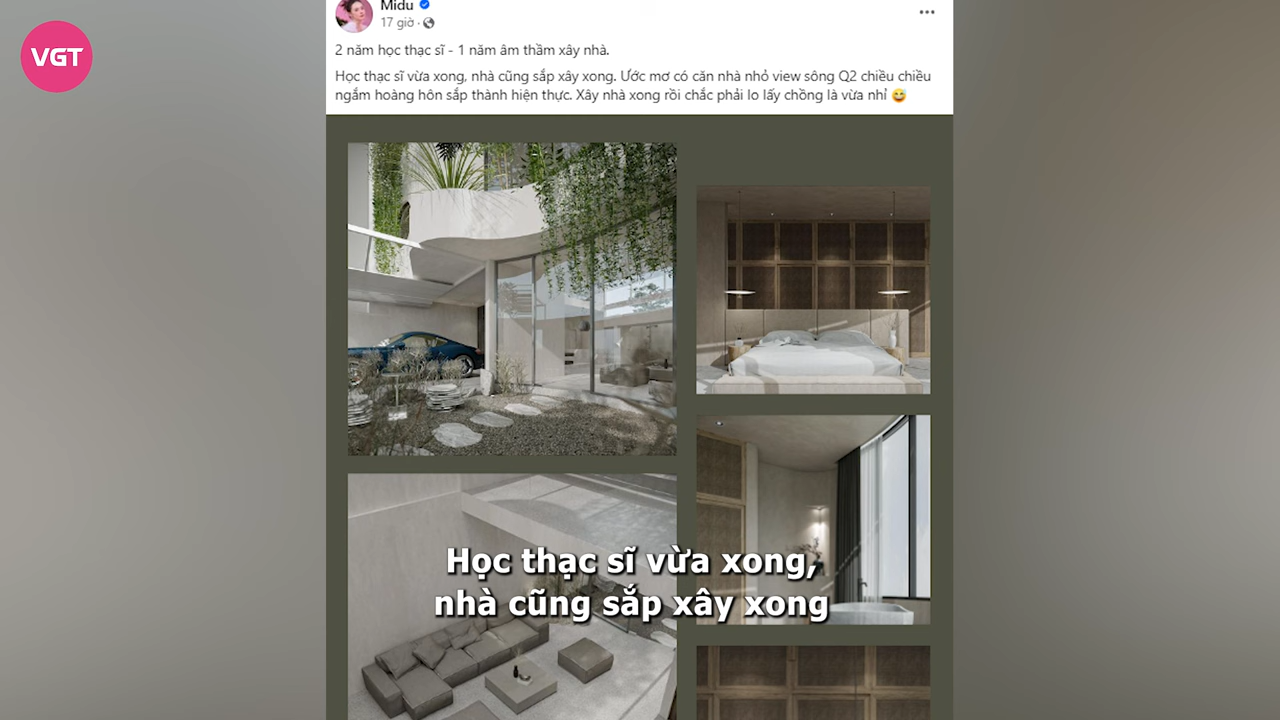 VGT
Midu
17 giờ ·
2 năm học thạc sĩ - 1 năm âm thầm xây nhà.
Học thạc sĩ vừa xong, nhà cũng sắp xây xong. Ước mơ có căn nhà nhỏ view sông Q2 chiều chiều
ngắm hoàng hôn sắp thành hiện thực. Xây nhà xong rồi chắc phải lo lấy chồng là vừa nhỉ 😅
Học thạc sĩ vừa xong,
nhà cũng sắp xây xong